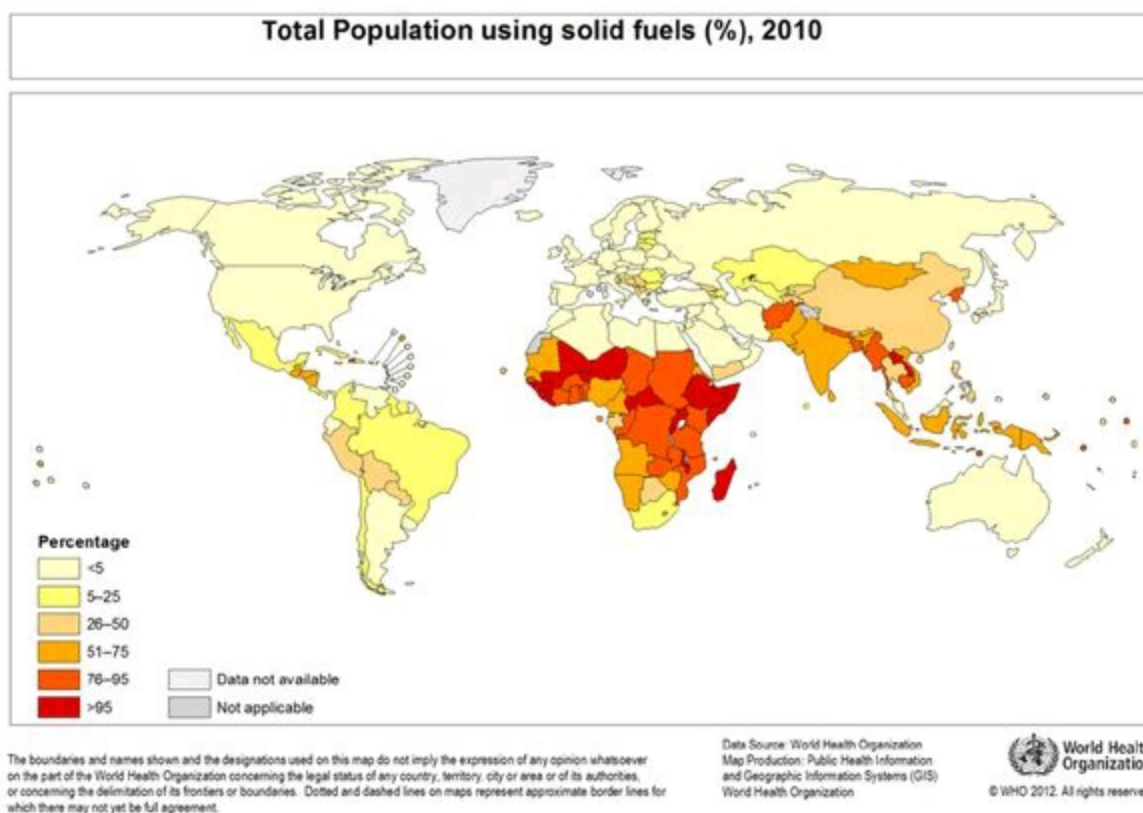 Total Population using solid fuels (%), 2010
Percentage
<5
5–25
26–50
51–75
76–95
>95
Data not available
Not applicable
The boundaries and names shown and the designations used on this map do not imply the expression of any opinion whatsoever
on the part of the World Health Organization concerning the legal status of any country, territory, city or area or of its authorities,
or concerning the delimitation of its frontiers or boundaries. Dotted and dashed lines on maps represent approximate border lines for
which there may not yet be full agreement.
Data Source: World Health Organization
Map Production: Public Health Information
and Geographic Information Systems (GIS)
World Health Organization
World Healt
Organizatio
© WHO 2012. All rights reserve